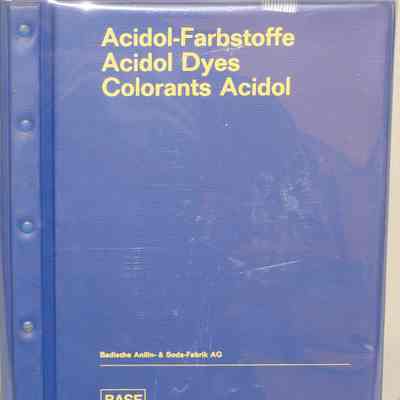 Acidol-Farbstoffe
Acidol Dyes
Colorants Acidol
Badische Anilin- & Soda-Fabrik AG
BASF